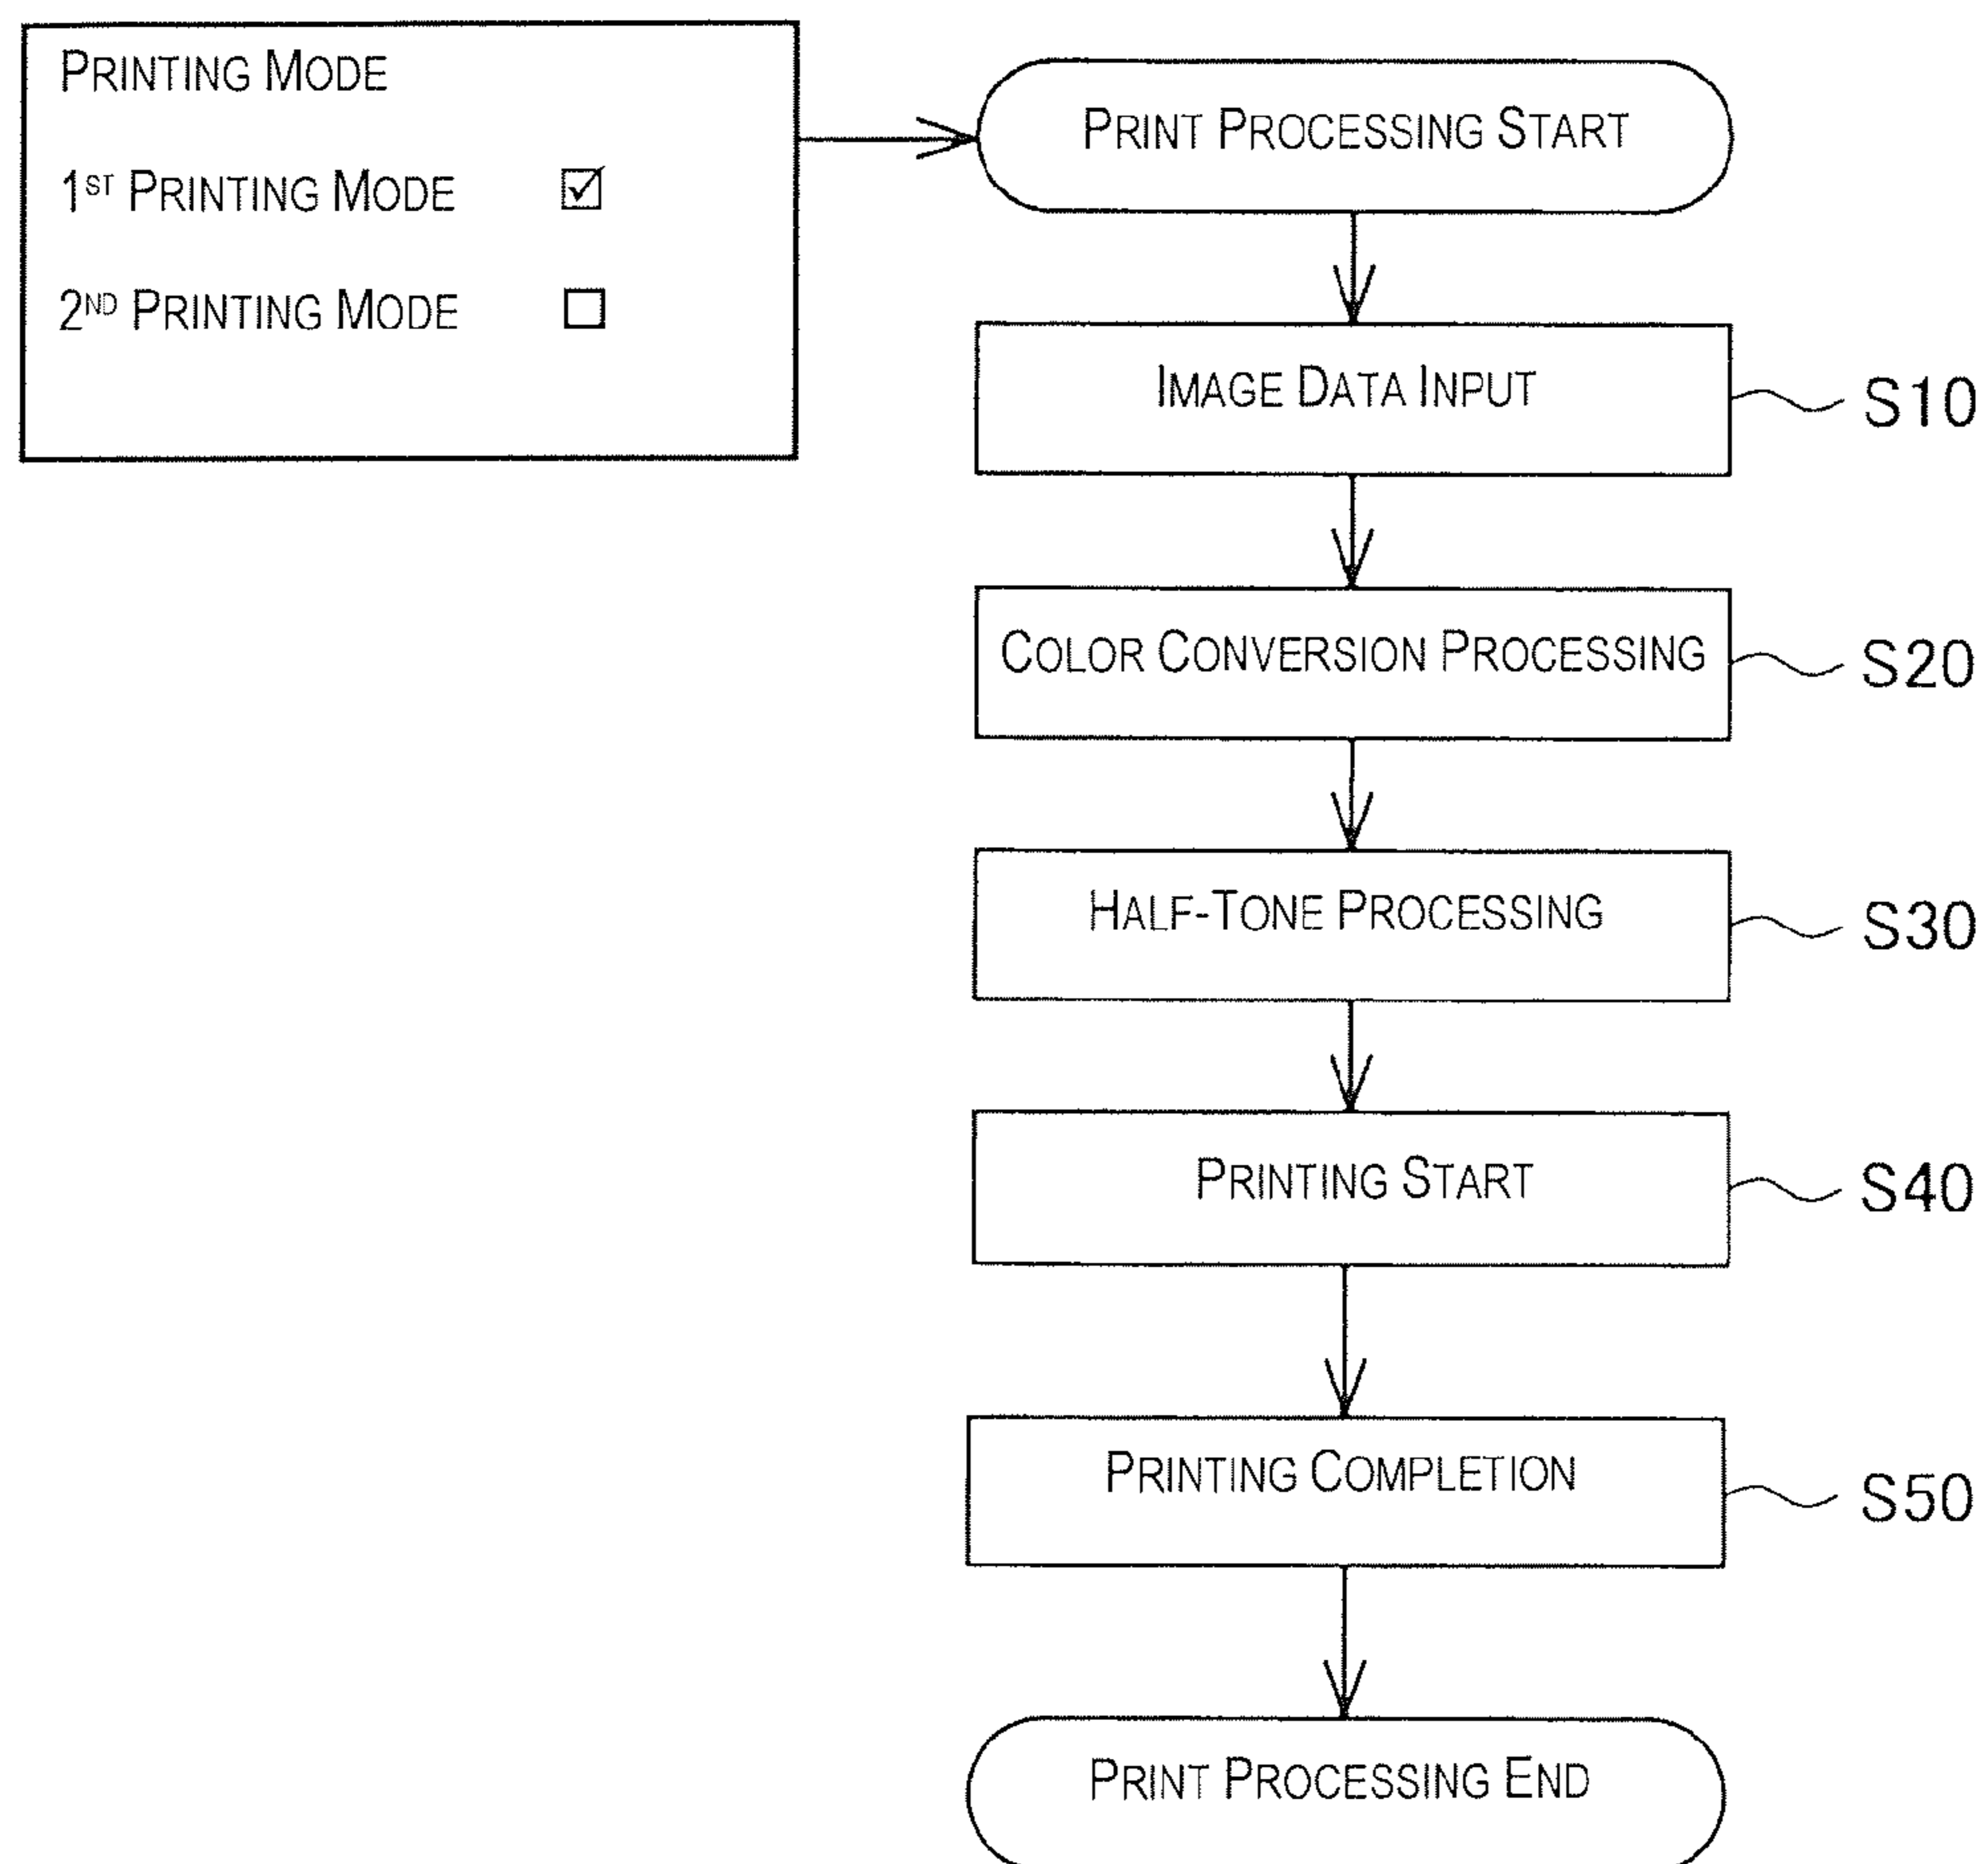 PRINTING MODE
1ST PRINTING MODE
2ND PRINTING MODE
PRINT PROCESSING START
IMAGE DATA INPUT
S10
COLOR CONVERSION PROCESSING
S20
HALF-TONE PROCESSING
S30
PRINTING START
S40
PRINTING COMPLETION
S50
PRINT PROCESSING END